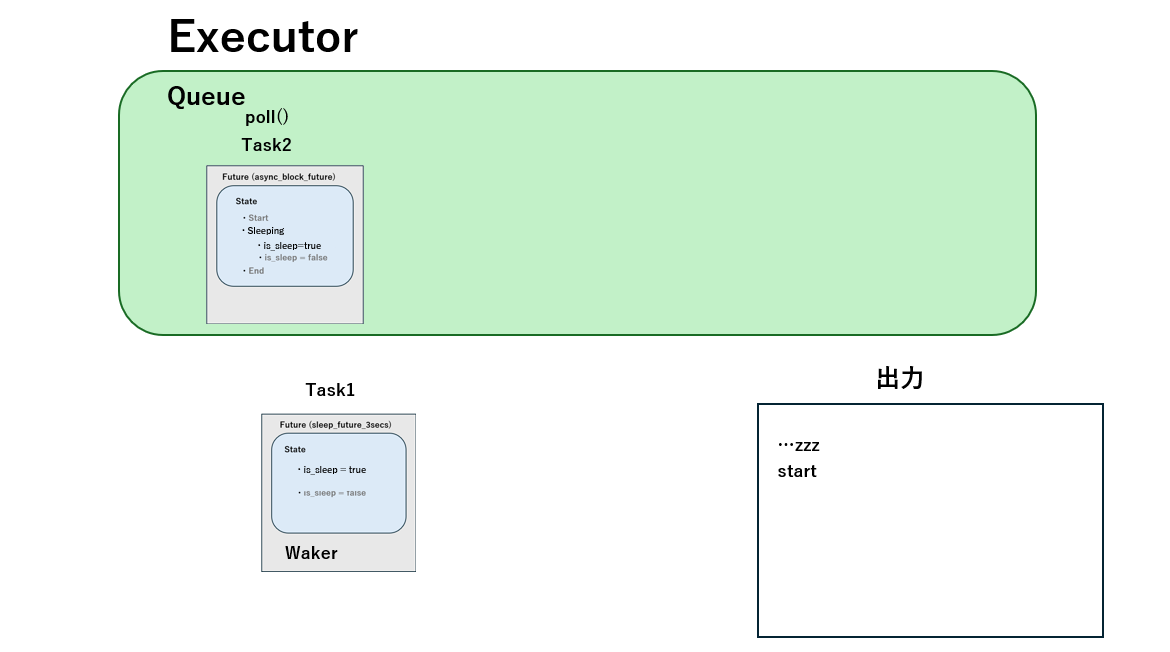 Executor
Queue
poll()
Task2
Future (async_block_future)
State
・Start
・Sleeping
・is_sleep=true
・is_sleep = false
・End
Task1
Future (sleep_future_3secs)
State
・is_sleep = true
・is_sleep = false
Waker
出力
…zzz
start